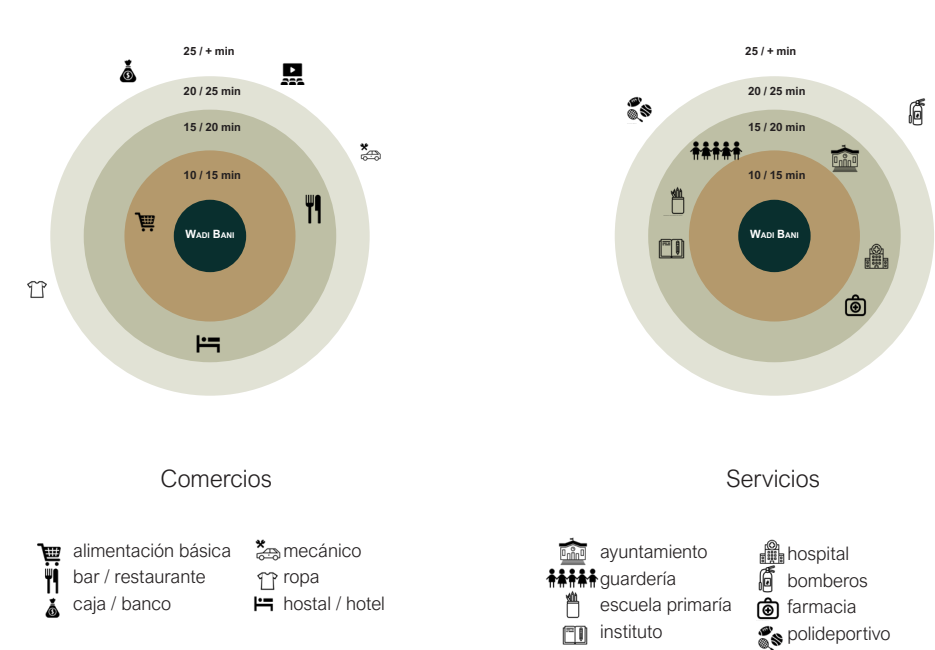 25 / + min
20 / 25 min
15 / 20 min
10 / 15 min
Wadi Bani
25 / + min
20 / 25 min
15 / 20 min
10 / 15 min
Wadi Bani
Comercios
alimentación básica
bar / restaurante
caja / banco
mecánico
ropa
hostal / hotel
Servicios
ayuntamiento
guardería
escuela primaría
instituto
hospital
bomberos
farmacia
polideportivo